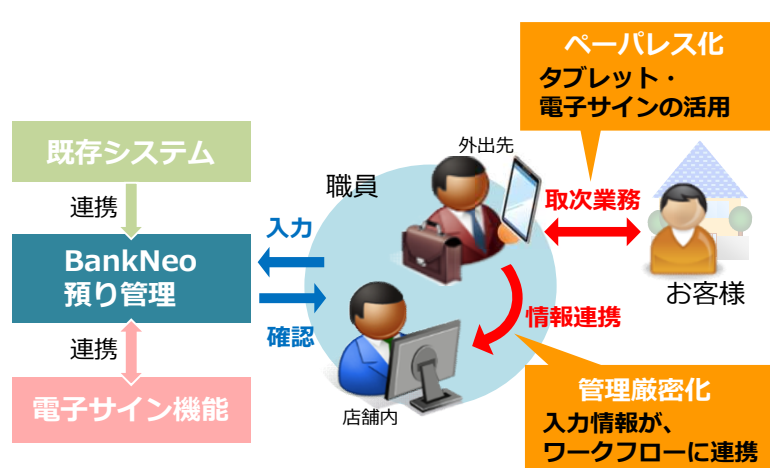 ペーパレス化
タブレット・
電子サインの活用
既存システム
連携
BankNeo
預り管理
連携
電子サイン機能
職員
外出先
入力
確認
店舗内
取次業務
お客様
情報連携
管理厳密化
入力情報が、
ワークフローに連携